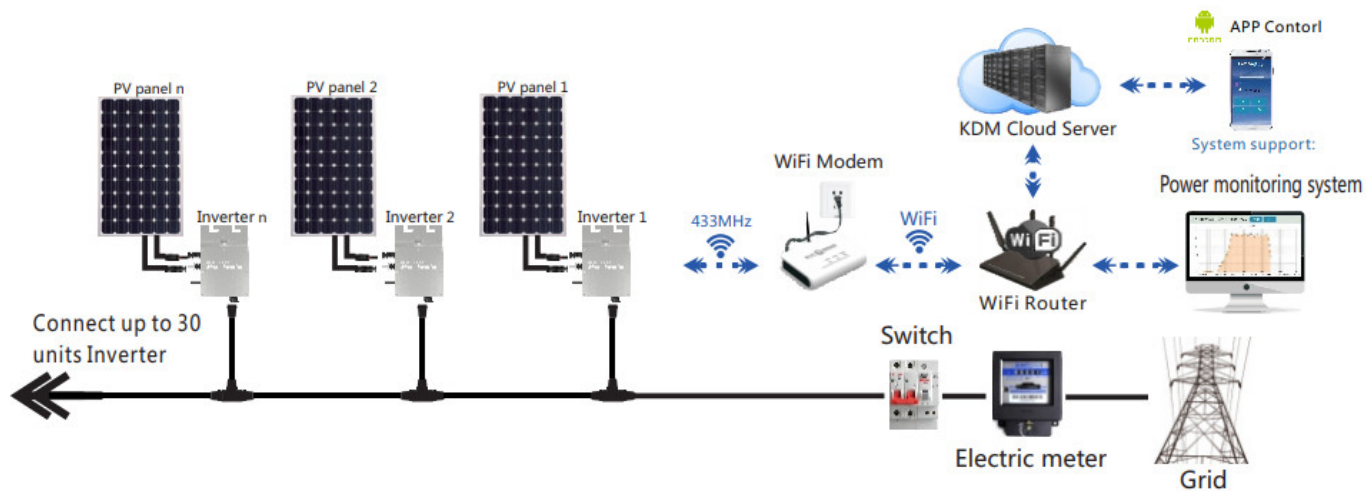 APP Contorl
PV panel n
PV panel 2
PV panel 1
KDM Cloud Server
System support:
WiFi Modem
Power monitoring system
Inverter n
Inverter 2
Inverter 1
433MHz
WiFi
Wi Fi
WiFi Router
Connect up to 30
units Inverter
Switch
Electric meter
Grid